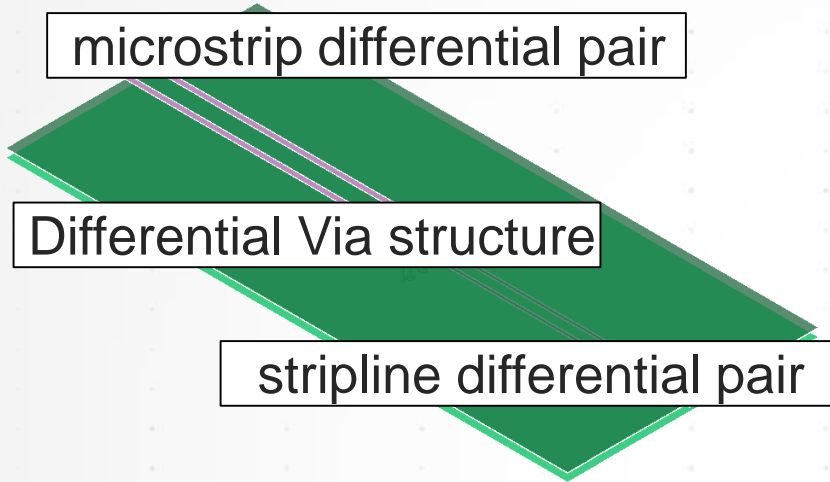 microstrip differential pair
Differential Via structure
stripline differential pair